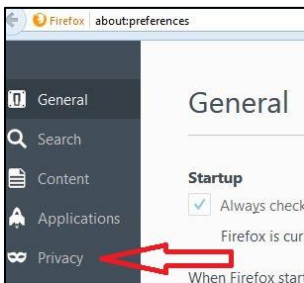 Firefox about:preferences
General
General
Search
Content
Startup
Always check
Applications
Firefox is cur
Privacy
When Firefox start